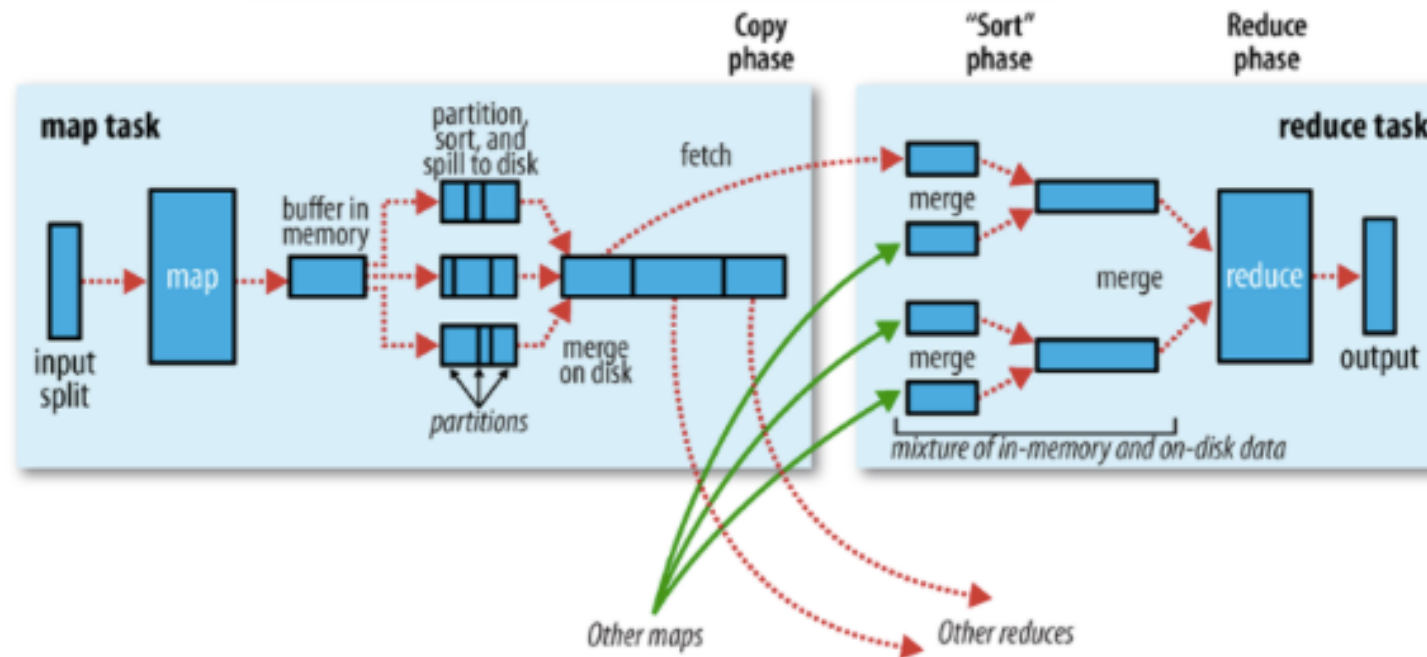 Copy
phase
“Sort”
phase
Reduce
phase
map task
partition,
sort, and
spill to disk
fetch
reduce task
buffer in
memory
merge
map
merge
reduce
input
split
merge
on disk
merge
output
partitions
mixture of in-memory and on-disk data
Other maps
Other reduces